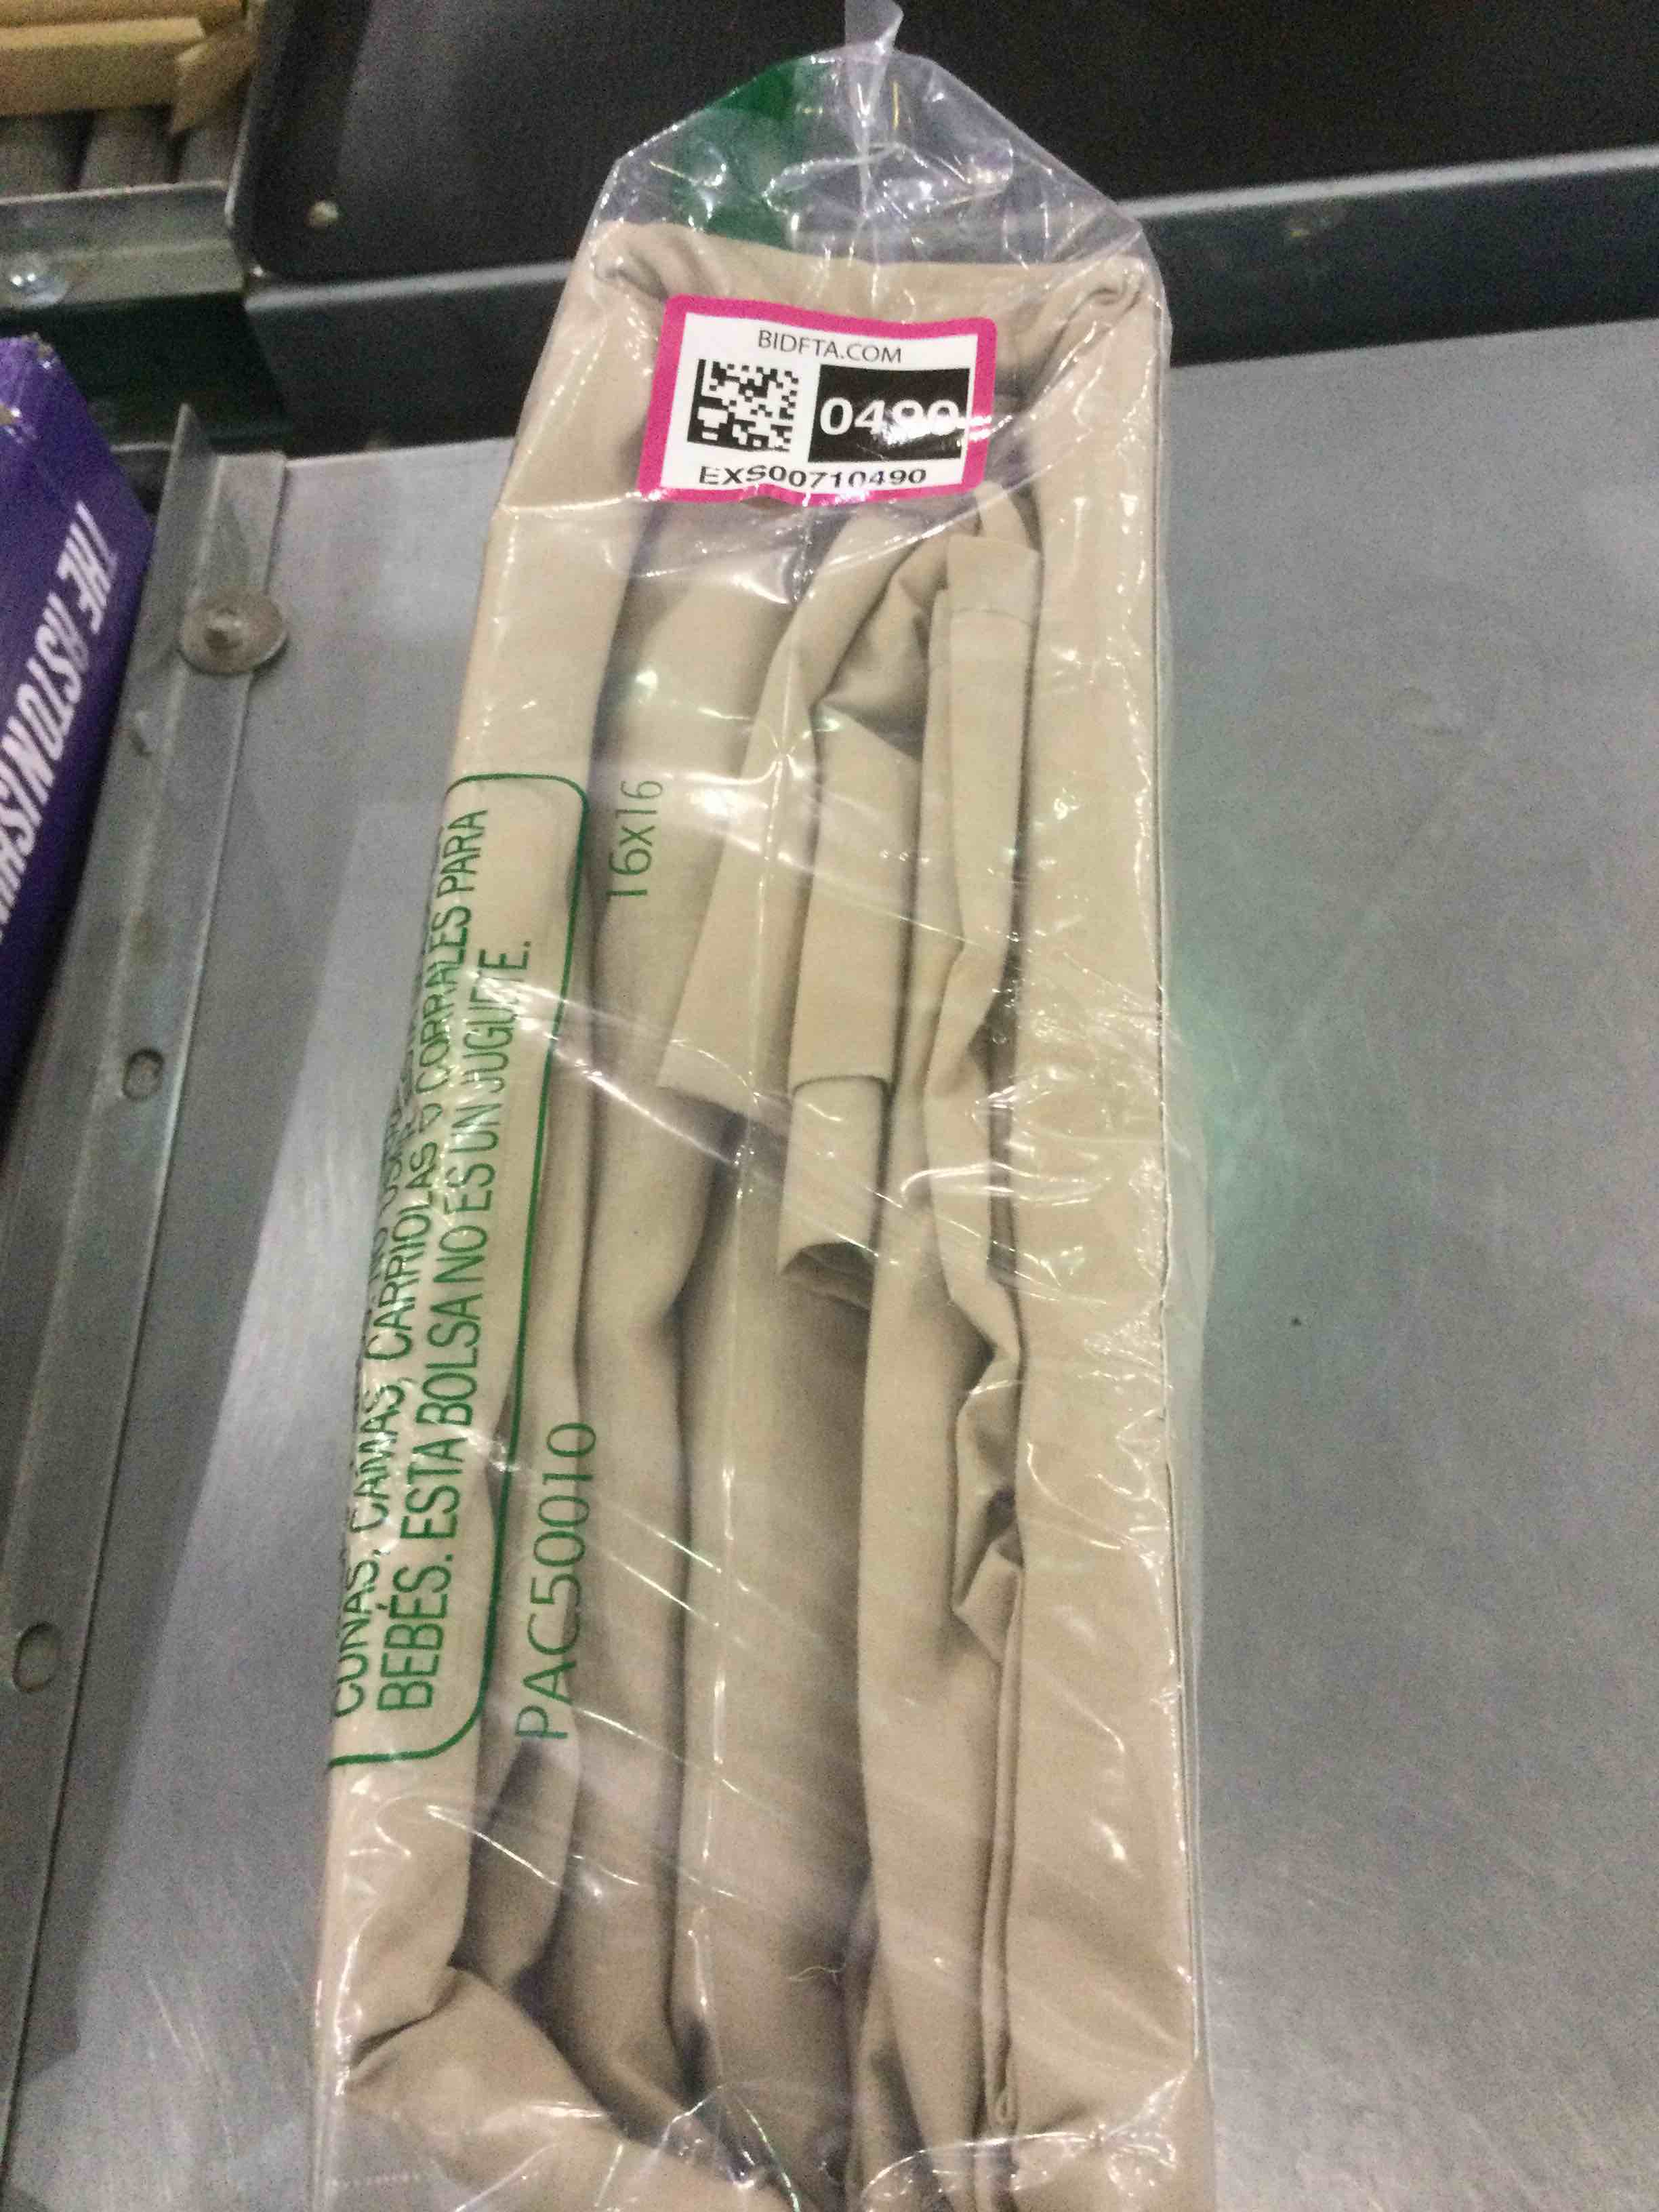 BIDFTA.COM
0490
EXS00710490
16x16
CUNAS, CAMAS, CARRIOLAS O CORRALES PARA
BEBÉS. ESTA BOLSA NO ES UN JUGUETE.
PAC50010
THE ASTONISHING